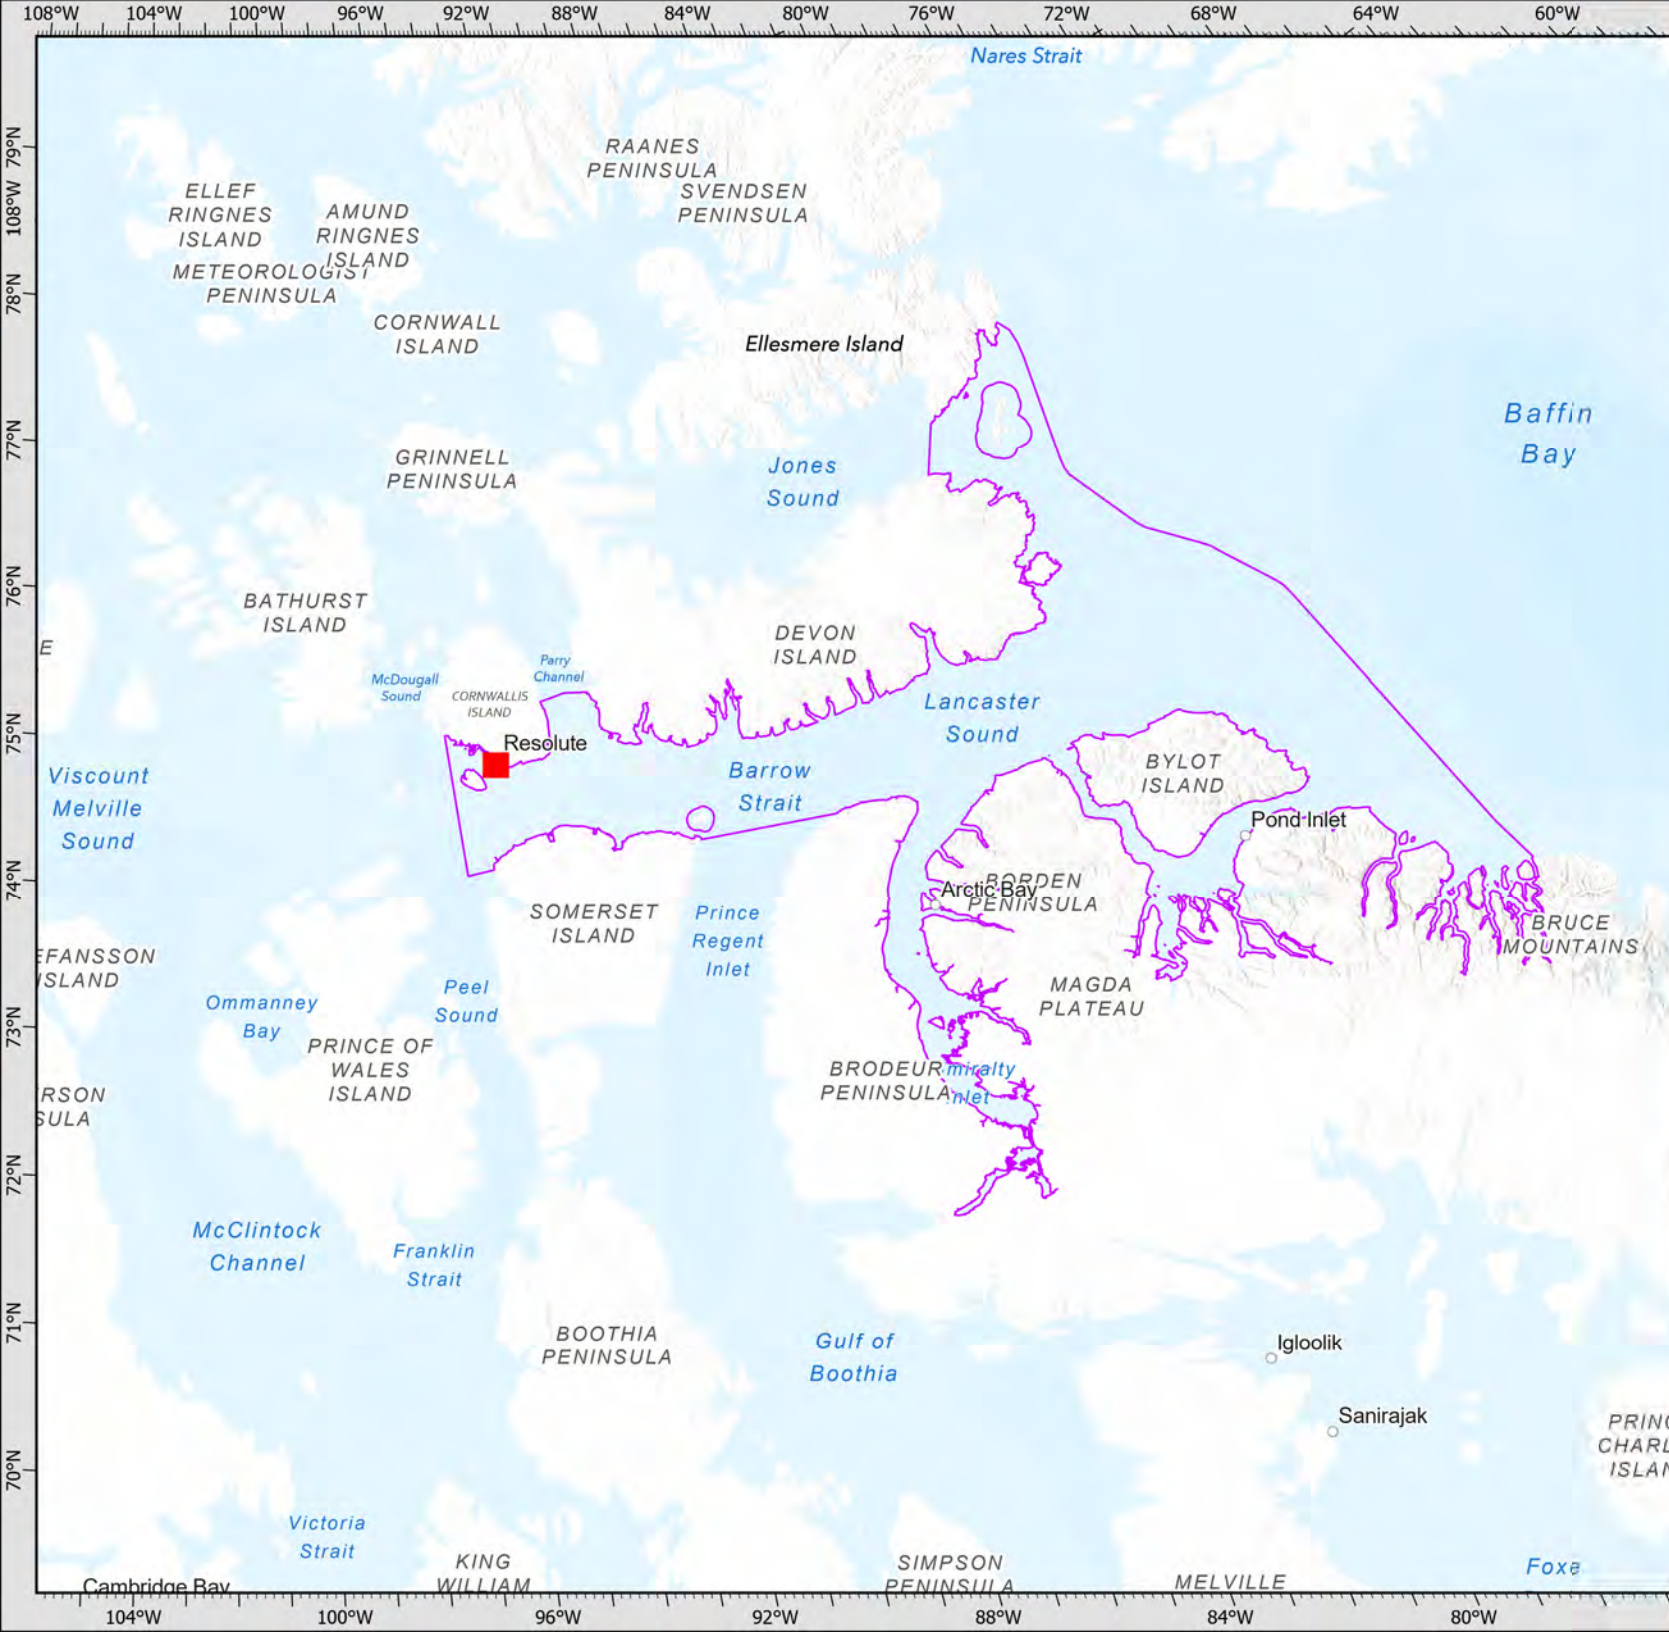 108°W 104°W 100°W 96°W 92°W 88°W 84°W 80°W 76°W 72°W 68°W 64°W 60°W
Nares Strait
79°N
RAANES
PENINSULA
SVENDSEN
PENINSULA
ELLEF
RINGNES
ISLAND
AMUND
RINGNES
ISLAND
108°W
METEOROLOGIST
PENINSULA
78°N
CORNWALL
ISLAND
Ellesmere Island
Baffin
Bay
77°N
GRINNELL
PENINSULA
Jones
Sound
76°N
BATHURST
ISLAND
DEVON
ISLAND
E
Parry
Channel
McDougall
Sound
CORNWALLIS
ISLAND
Lancaster
Sound
75°N
Resolute
Viscount
Melville
Sound
Barrow
Strait
BYLOT
ISLAND
Pond Inlet
74°N
Arctic Bay
BORDEN
PENINSULA
SOMERSET
ISLAND
Prince
Regent
Inlet
BRUCE
MOUNTAINS
EFANSSON
ISLAND
Ommanney
Bay
Peel
Sound
MAGDA
PLATEAU
73°N
PRINCE OF
WALES
ISLAND
BRODEUR
PENINSULA
miralty
nlet
RSON
SULA
72°N
McClintock
Channel
Franklin
Strait
71°N
BOOTHIA
PENINSULA
Gulf of
Boothia
Igloolik
Sanirajak
PRINC
CHARL
ISLAN
70°N
Victoria
Strait
KING
WILLIAM
SIMPSON
PENINSULA
MELVILLE
Foxe
Cambridge Bay
104°W 100°W 96°W 92°W 88°W 84°W 80°W